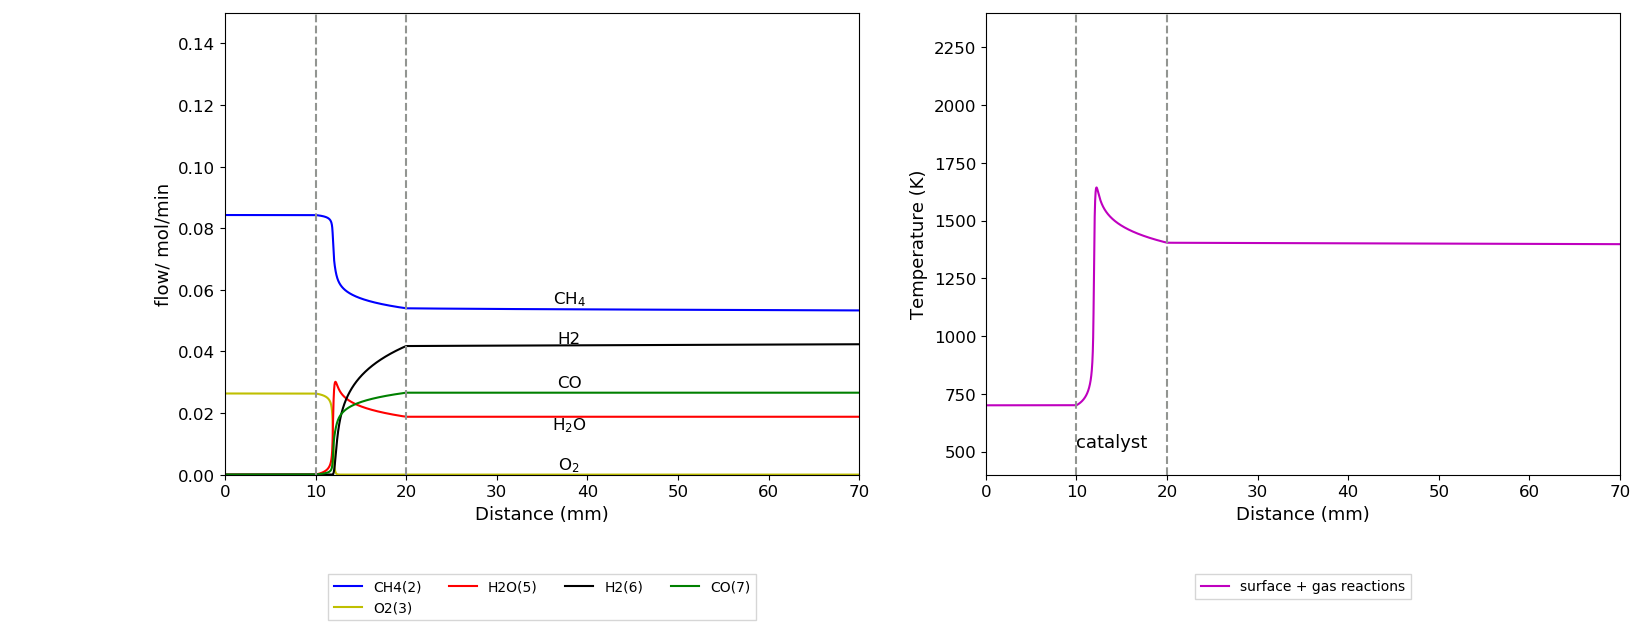 0.14
0.12
0.10
0.08
0.06
0.04
0.02
0.00
flow/ mol/min
CH₄
H2
CO
H₂O
O₂
0 10 20 30 40 50 60 70
Distance (mm)
CH4(2) H2O(5) H2(6) CO(7)
O2(3)
2250
2000
1750
1500
1250
1000
750
500
Temperature (K)
catalyst
0 10 20 30 40 50 60 70
Distance (mm)
surface + gas reactions